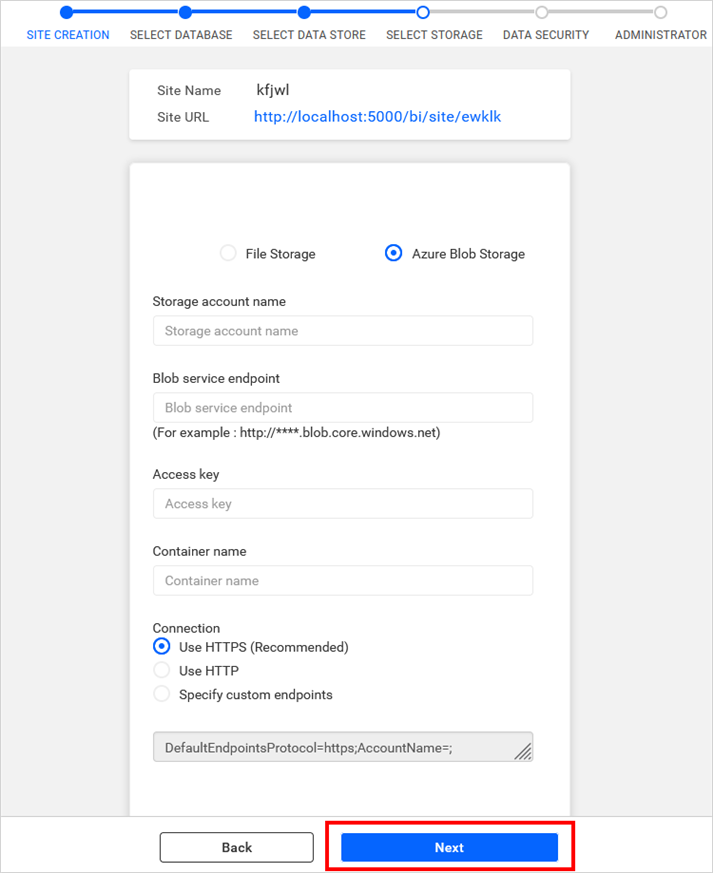 SITE CREATION SELECT DATABASE SELECT DATA STORE SELECT STORAGE DATA SECURITY ADMINISTRATOR
Site Name kfjwl
Site URL http://localhost:5000/bi/site/ewklk
File Storage Azure Blob Storage
Storage account name
Storage account name
Blob service endpoint
Blob service endpoint
(For example : http://****.blob.core.windows.net)
Access key
Access key
Container name
Container name
Connection
Use HTTPS (Recommended)
Use HTTP
Specify custom endpoints
DefaultEndpointsProtocol=https;AccountName=;
Back Next